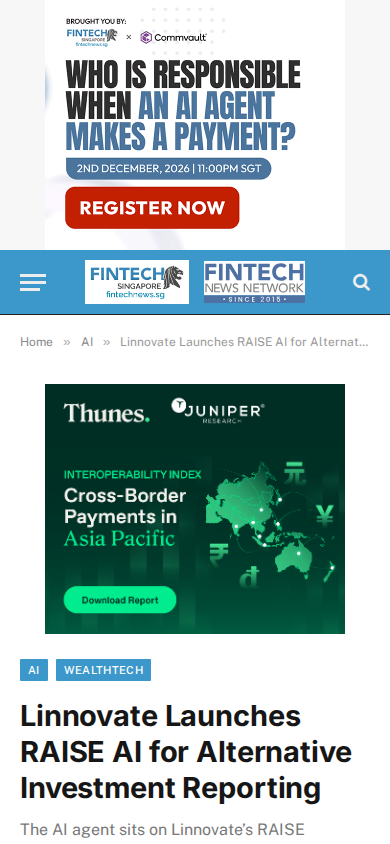 BROUGHT YOU BY:
FINTECH SINGAPORE fintechnews.sg × Commvault
WHO IS RESPONSIBLE
WHEN AN AI AGENT
MAKES A PAYMENT?
2ND DECEMBER, 2026 | 11:00PM SGT
REGISTER NOW
FINTECH
SINGAPORE
fintechnews.sg
FINTECH
NEWS NETWORK
• SINCE 2015 •
Home » AI » Linnovate Launches RAISE AI for Alternat...
Thunes.
JUNIPER
RESEARCH
INTEROPERABILITY INDEX
Cross-Border
Payments in
Asia Pacific
元
¥
₹
đ
Download Report
AI WEALTHTECH
Linnovate Launches
RAISE AI for Alternative
Investment Reporting
The AI agent sits on Linnovate's RAISE